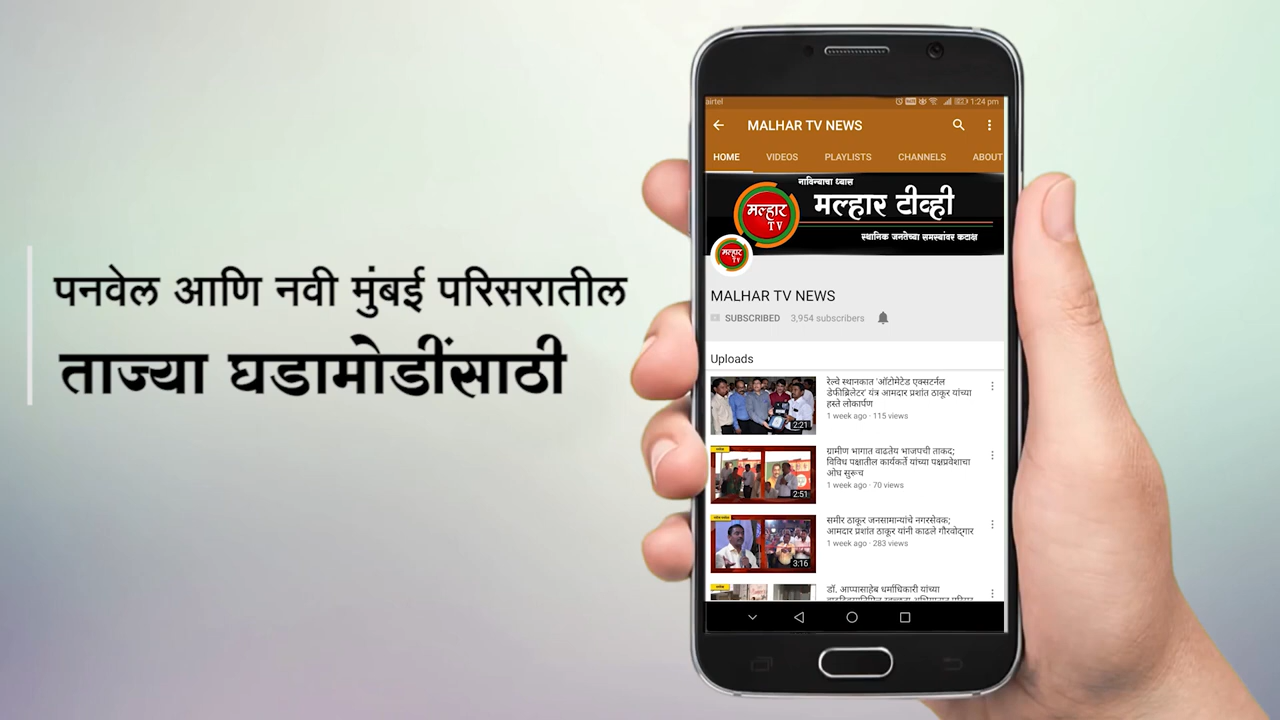 पनवेल आणि नवी मुंबई परिसरातील
ताज्या घडामोडींसाठी
airtel
1:24 pm
MALHAR TV NEWS
HOME VIDEOS PLAYLISTS CHANNELS ABOUT
नाविन्याचा ध्यास
मल्हार टीव्ही
मल्हार
TV
स्थानिक जनतेच्या समस्यांवर कटाक्ष
मल्हार
TV
MALHAR TV NEWS
SUBSCRIBED 3,954 subscribers
Uploads
रेल्वे स्थानकात 'ऑटोमेटेड एक्सटर्नल
डेफीब्रिलेटर' यंत्र आमदार प्रशांत ठाकूर यांच्या
हस्ते लोकार्पण
1 week ago · 115 views
2:21
ग्रामीण भागात वाढतेय भाजपची ताकद;
विविध पक्षातील कार्यकर्ते यांच्या पक्षप्रवेशाचा
ओघ सुरूच
1 week ago · 70 views
2:51
समीर ठाकूर जनसामान्यांचे नगरसेवक;
आमदार प्रशांत ठाकूर यांनी काढले गौरवोद्गार
1 week ago · 283 views
3:16
डॉ. आप्पासाहेब धर्माधिकारी यांच्या